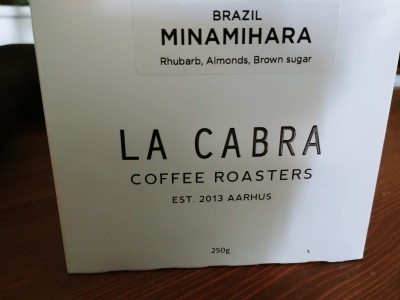 BRAZIL
MINAMIHARA
Rhubarb, Almonds, Brown sugar
LA CABRA
COFFEE ROASTERS
EST. 2013 AARHUS
250g